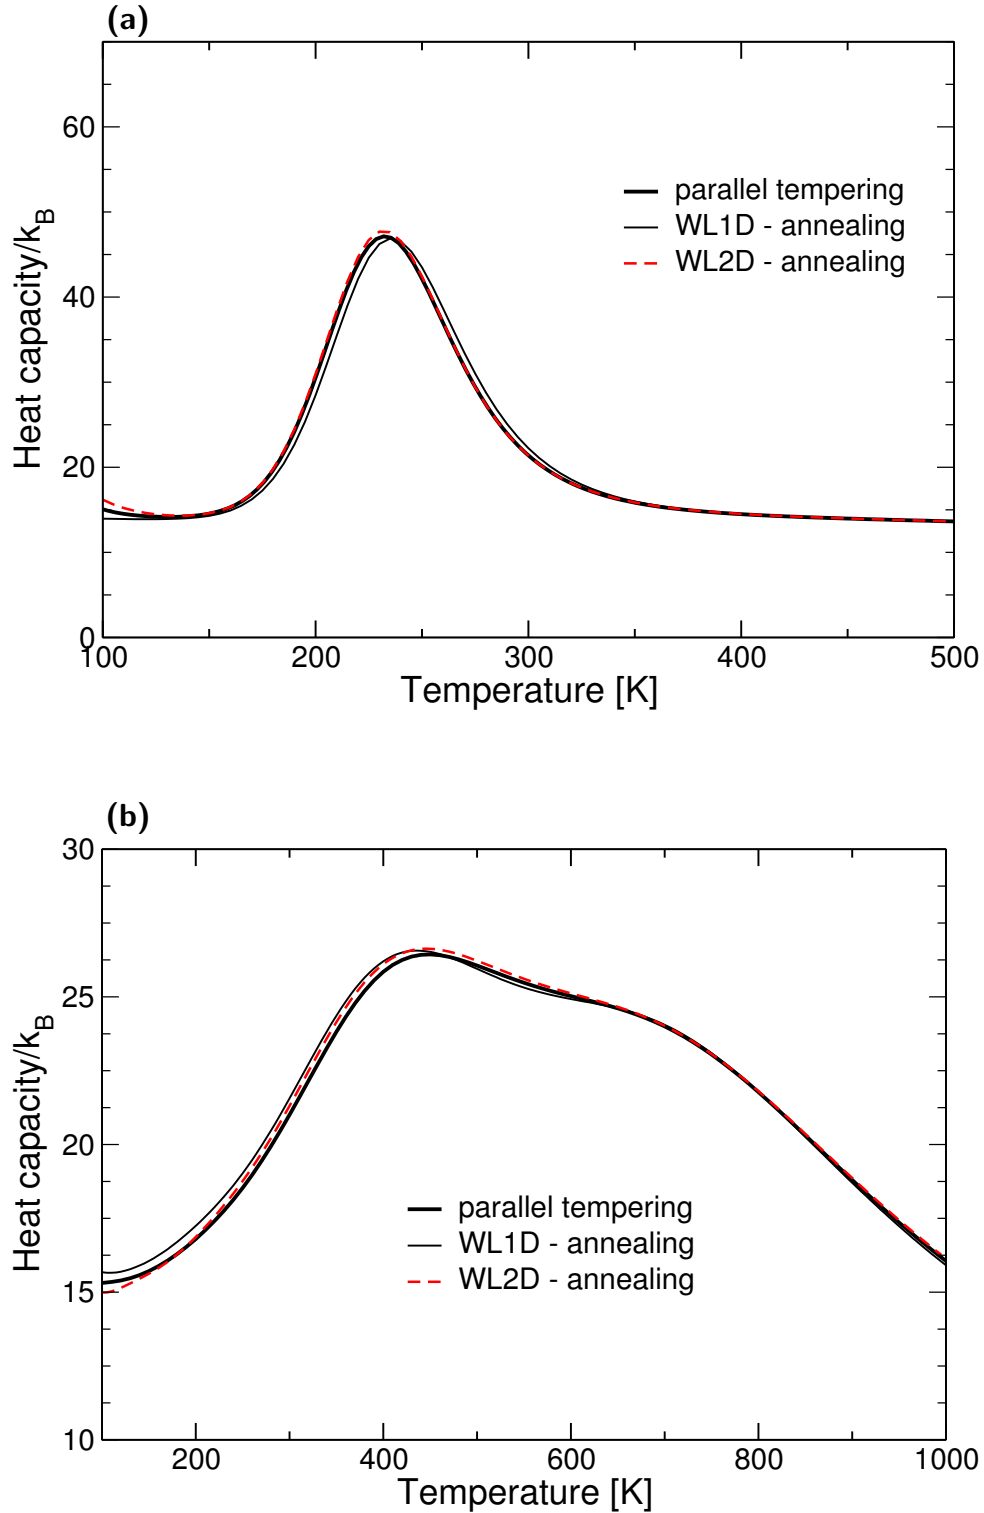 (a)
60
40
20
0
Heat capacity/k_B
parallel tempering
WL1D - annealing
WL2D - annealing
100 200 300 400 500
Temperature [K]
(b)
30
25
20
15
10
Heat capacity/k_B
parallel tempering
WL1D - annealing
WL2D - annealing
200 400 600 800 1000
Temperature [K]